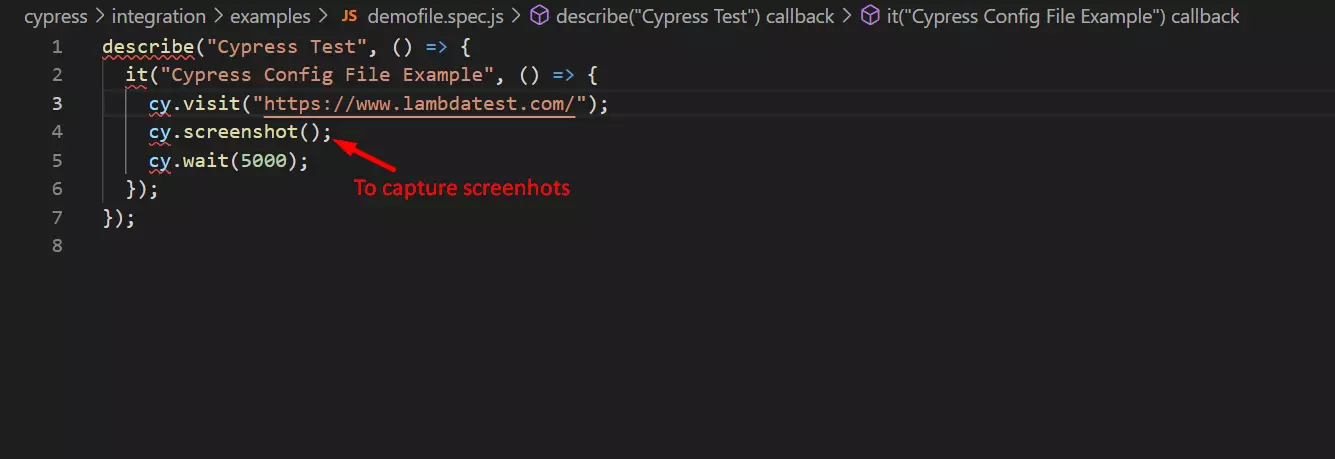 cypress > integration > examples > JS demofile.spec.js > describe("Cypress Test") callback > it("Cypress Config File Example") callback
1 describe("Cypress Test", () => {
2 it("Cypress Config File Example", () => {
3 cy.visit("https://www.lambdatest.com/");
4 cy.screenshot();
5 cy.wait(5000);
To capture screenhots
6 });
7 });
8